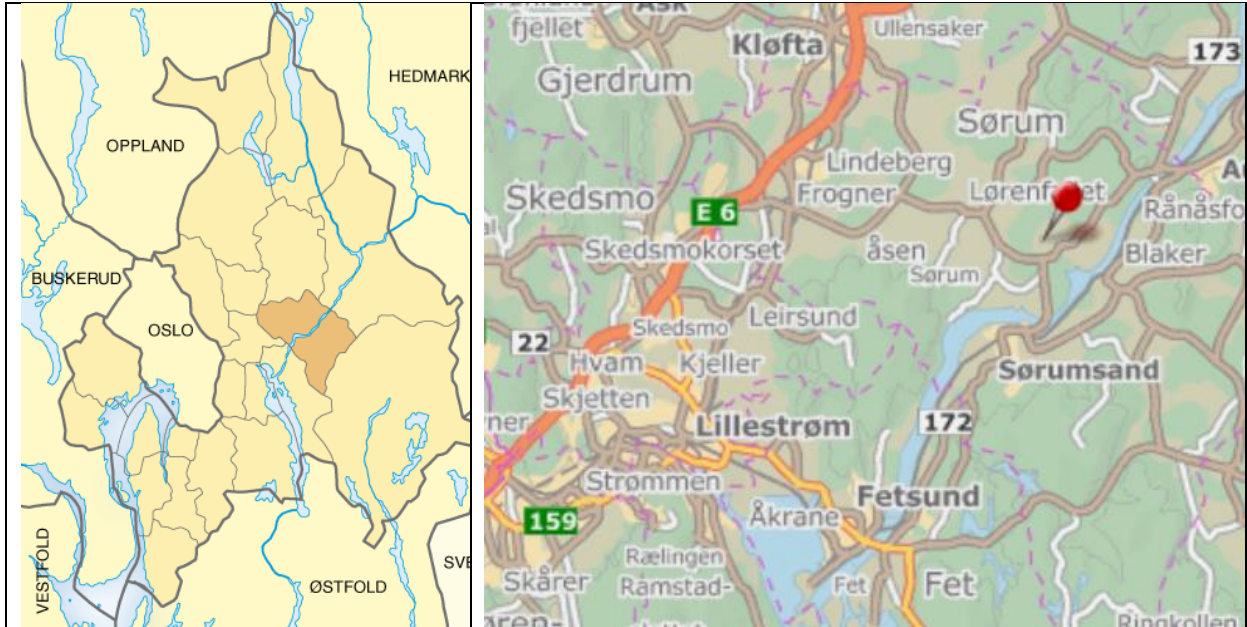 HEDMARK
OPPLAND
BUSKERUD
OSLO
VESTFOLD
ØSTFOLD
SVE
Ask
fjellet
Kløfta
Ullensaker
173
Gjerdrum
Sørum
Lindeberg
Skedsmo
Frogner
E 6
Rånåsfo
Skedsmokorset
åsen
Sørum
Blaker
Leirsund
Skedsmo
22
Hvam
Kjeller
Sørumsand
Skjetten
172
Lillestrøm
Strømmen
Fetsund
Åkrane
159
Rælingen
Skårer
Ramstad-
Fet
Fet
Ringkollen